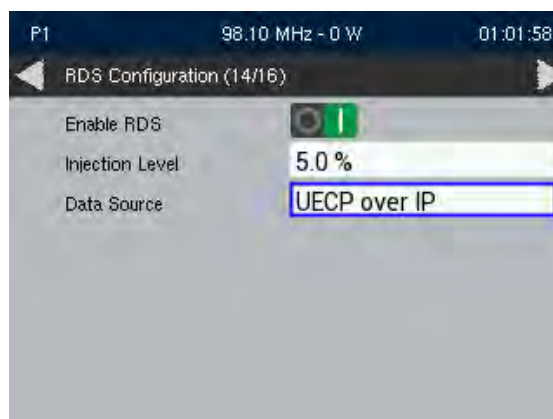 P1 98.10 MHz - 0 W 01:01:58
RDS Configuration (14/16)
Enable RDS
Injection Level 5.0 %
Data Source UECP over IP